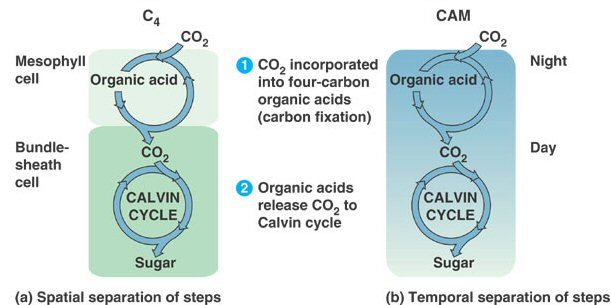 C4
CO2
Mesophyll
cell
Organic acid
Bundle-
sheath
cell
CO2
CALVIN
CYCLE
Sugar
(a) Spatial separation of steps
1 CO2 incorporated
into four-carbon
organic acids
(carbon fixation)
2 Organic acids
release CO2 to
Calvin cycle
CAM
CO2
Night
Organic acid
Day
CO2
CALVIN
CYCLE
Sugar
(b) Temporal separation of steps